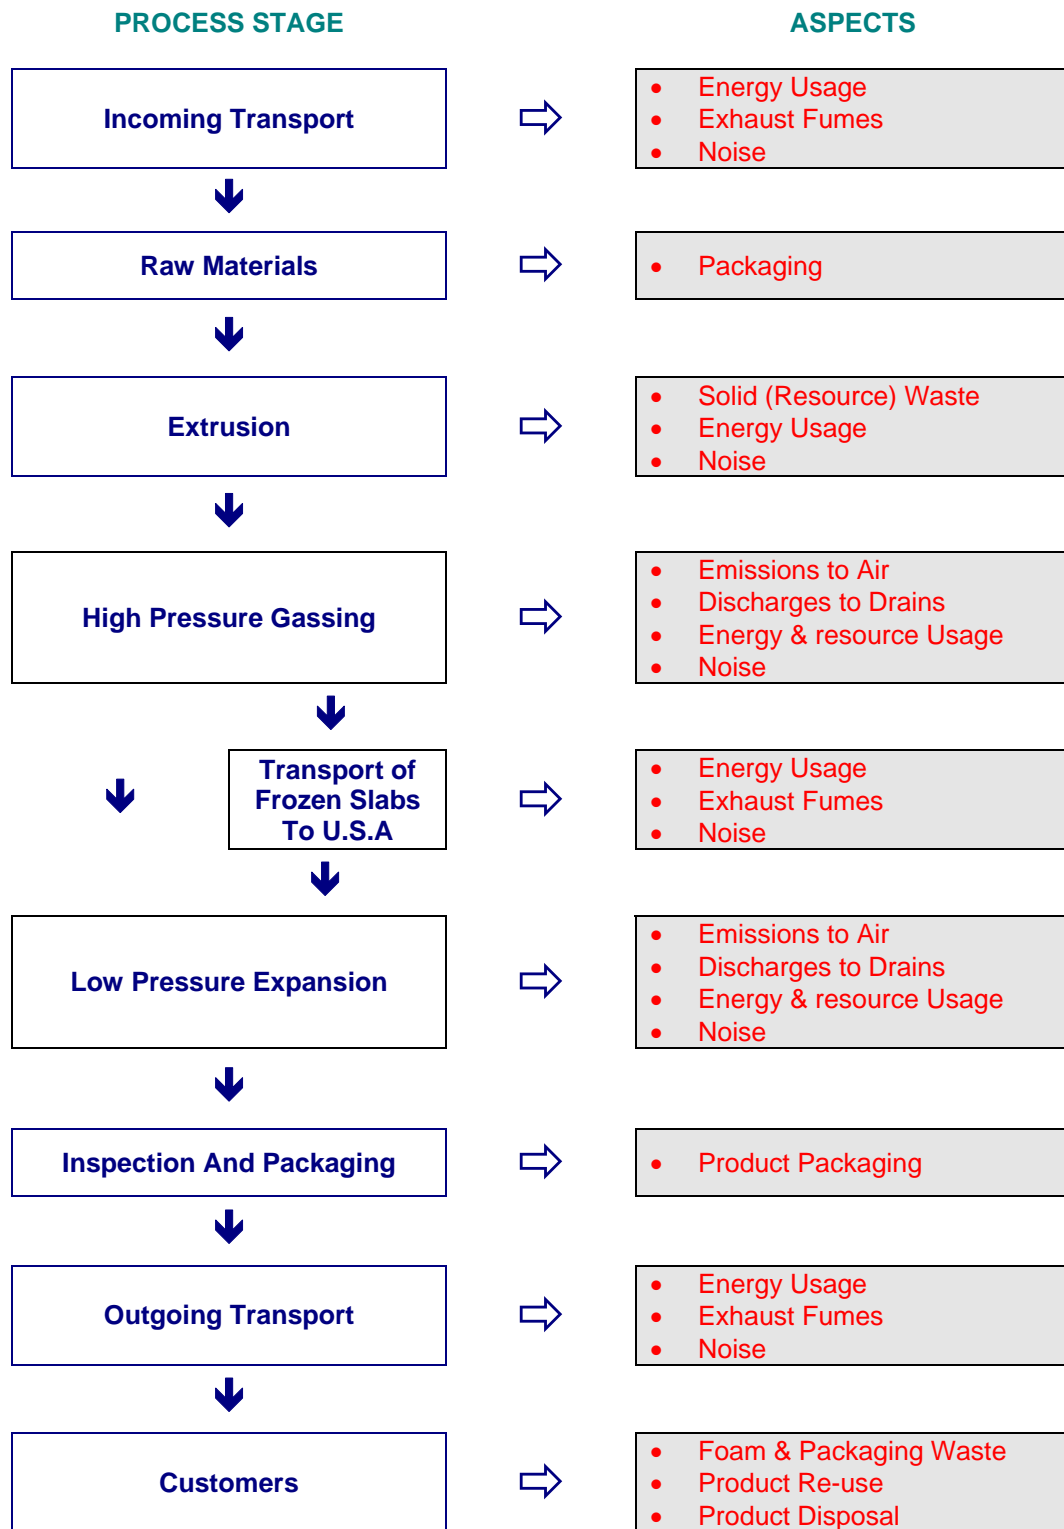 PROCESS STAGE
ASPECTS
Incoming Transport
• Energy Usage
• Exhaust Fumes
• Noise
Raw Materials
• Packaging
Extrusion
• Solid (Resource) Waste
• Energy Usage
• Noise
High Pressure Gassing
• Emissions to Air
• Discharges to Drains
• Energy & resource Usage
• Noise
Transport of
Frozen Slabs
To U.S.A
• Energy Usage
• Exhaust Fumes
• Noise
Low Pressure Expansion
• Emissions to Air
• Discharges to Drains
• Energy & resource Usage
• Noise
Inspection And Packaging
• Product Packaging
Outgoing Transport
• Energy Usage
• Exhaust Fumes
• Noise
Customers
• Foam & Packaging Waste
• Product Re-use
• Product Disposal